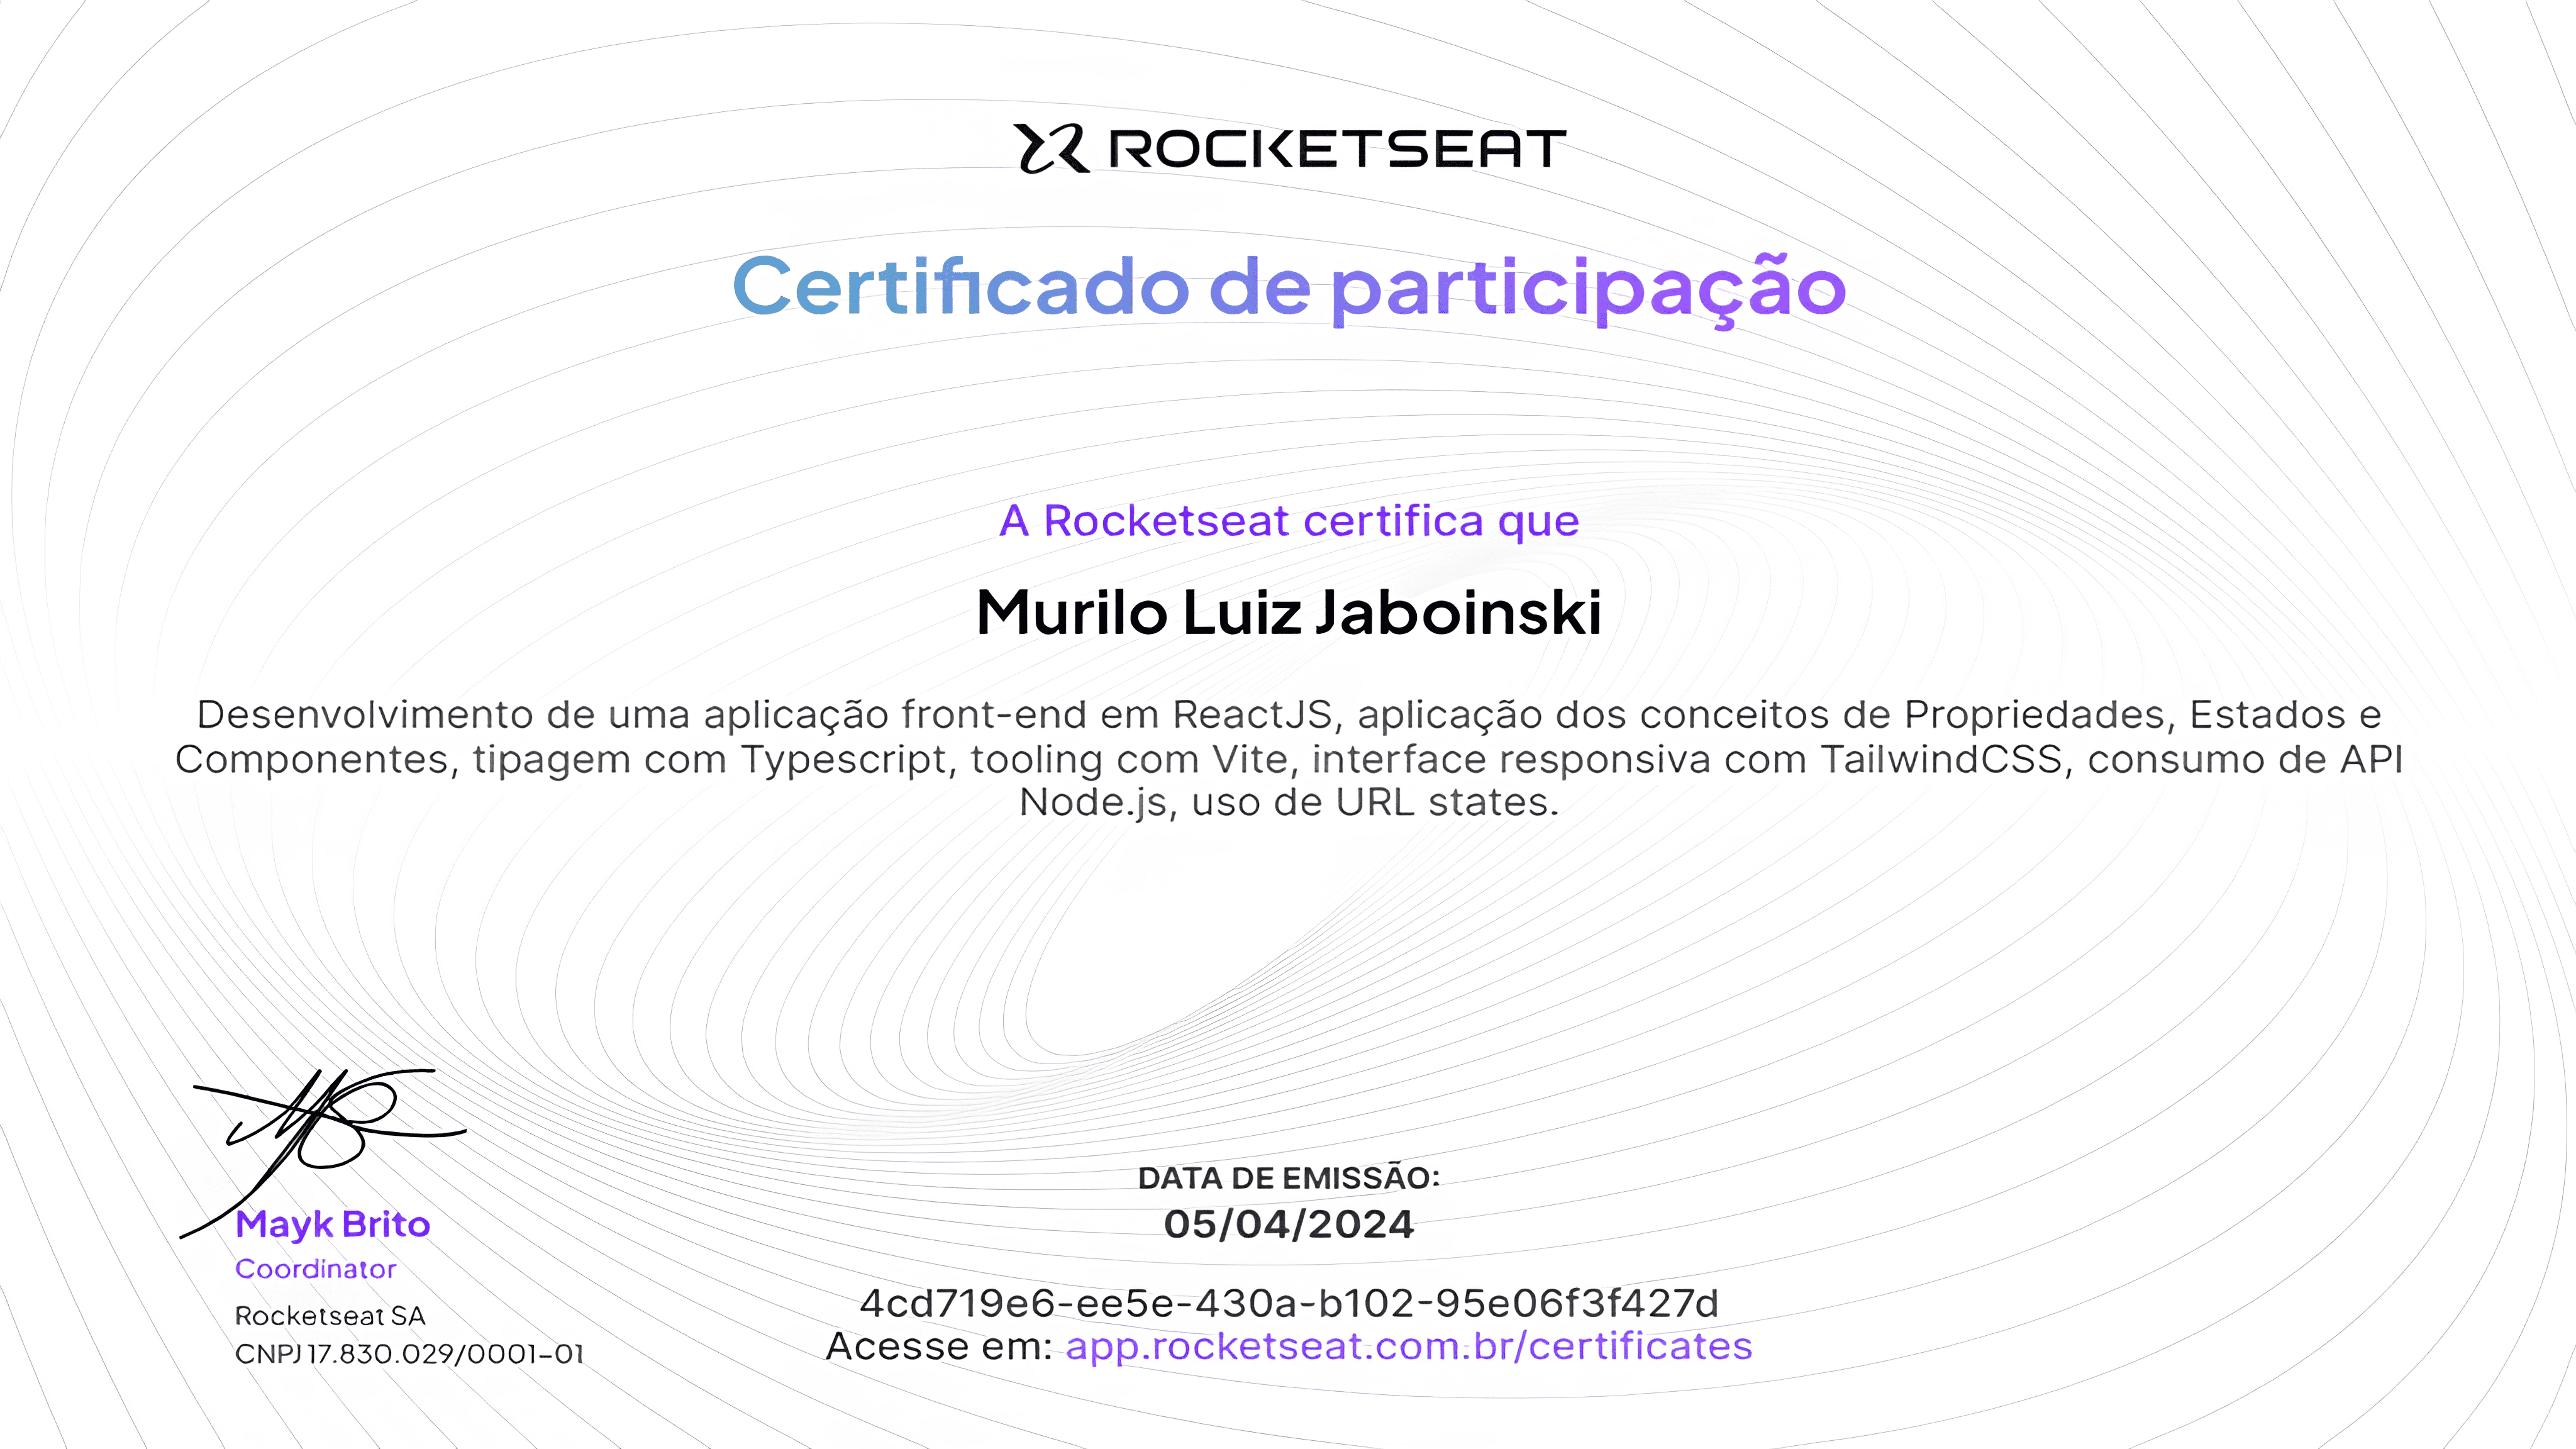 ROCKETSEAT
Certificado de participação
A Rocketseat certifica que
Murilo Luiz Jaboinski
Desenvolvimento de uma aplicação front-end em ReactJS, aplicação dos conceitos de Propriedades, Estados e
Componentes, tipagem com Typescript, tooling com Vite, interface responsiva com TailwindCSS, consumo de API
Node.js, uso de URL states.
Mayk Brito
Coordinator
Rocketseat SA
CNPJ 17.830.029/0001-01
DATA DE EMISSÃO:
05/04/2024
4cd719e6-ee5e-430a-b102-95e06f3f427d
Acesse em: app.rocketseat.com.br/certificates